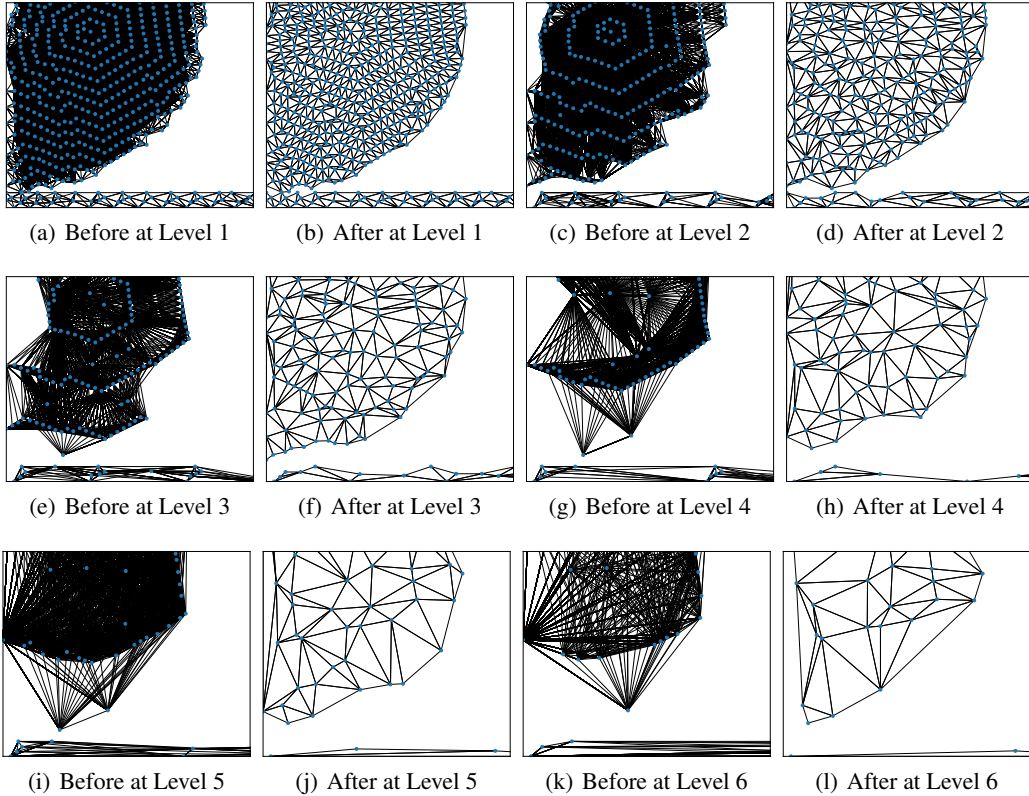 (a) Before at Level 1
(b) After at Level 1
(c) Before at Level 2
(d) After at Level 2
(e) Before at Level 3
(f) After at Level 3
(g) Before at Level 4
(h) After at Level 4
(i) Before at Level 5
(j) After at Level 5
(k) Before at Level 6
(l) After at Level 6